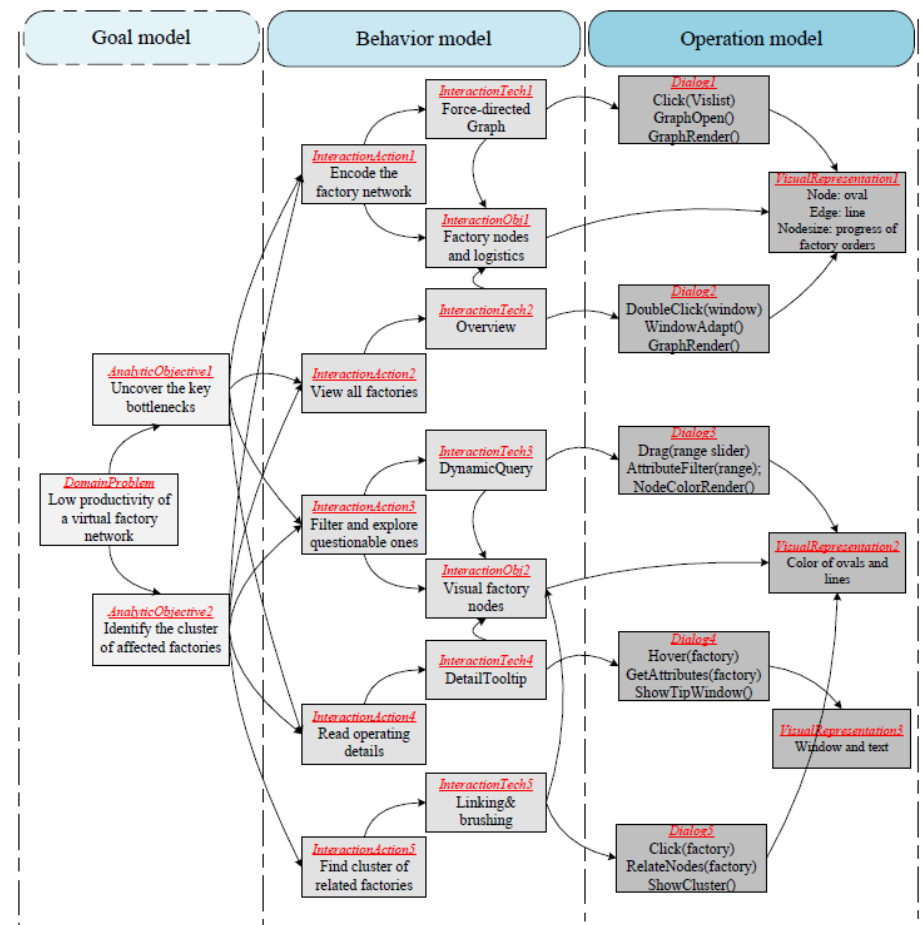 Goal model
Behavior model
Operation model
DomainProblem
Low productivity of
a virtual factory
network
AnalyticObjective1
Uncover the key
bottlenecks
AnalyticObjective2
Identify the cluster
of affected factories
InteractionAction1
Encode the
factory network
InteractionAction2
View all factories
InteractionAction3
Filter and explore
questionable ones
InteractionAction4
Read operating
details
InteractionAction5
Find cluster of
related factories
InteractionTech1
Force-directed
Graph
InteractionObj1
Factory nodes
and logistics
InteractionTech2
Overview
InteractionTech3
DynamicQuery
InteractionObj2
Visual factory
nodes
InteractionTech4
DetailTooltip
InteractionTech5
Linking&
brushing
Dialog1
Click(Vislist)
GraphOpen()
GraphRender()
Dialog2
DoubleClick(window)
WindowAdapt()
GraphRender()
Dialog3
Drag(range slider)
AttributeFilter(range);
NodeColorRender()
Dialog4
Hover(factory)
GetAttributes(factory)
ShowTipWindow()
Dialog5
Click(factory)
RelateNodes(factory)
ShowCluster()
VisualRepresentation1
Node: oval
Edge: line
Nodesize: progress of
factory orders
VisualRepresentation2
Color of ovals and
lines
VisualRepresentation3
Window and text